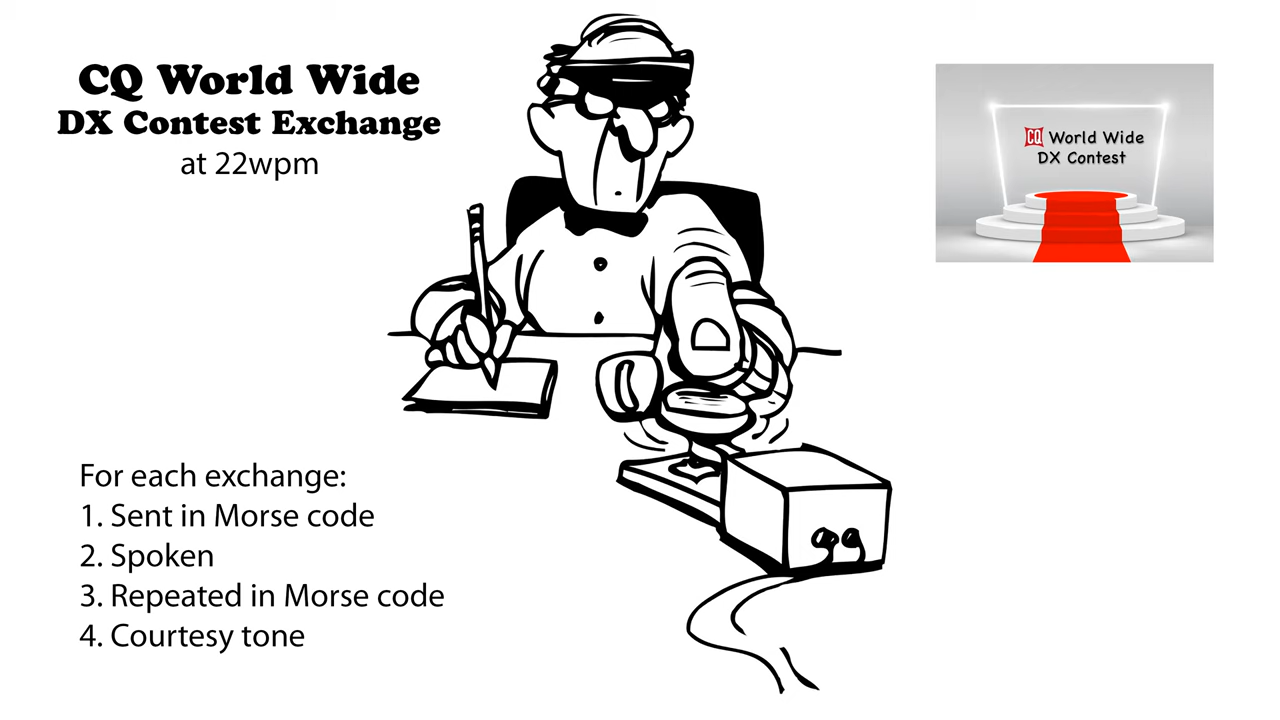 CQ World Wide
DX Contest Exchange
at 22wpm
CQ World Wide
DX Contest
For each exchange:
1. Sent in Morse code
2. Spoken
3. Repeated in Morse code
4. Courtesy tone